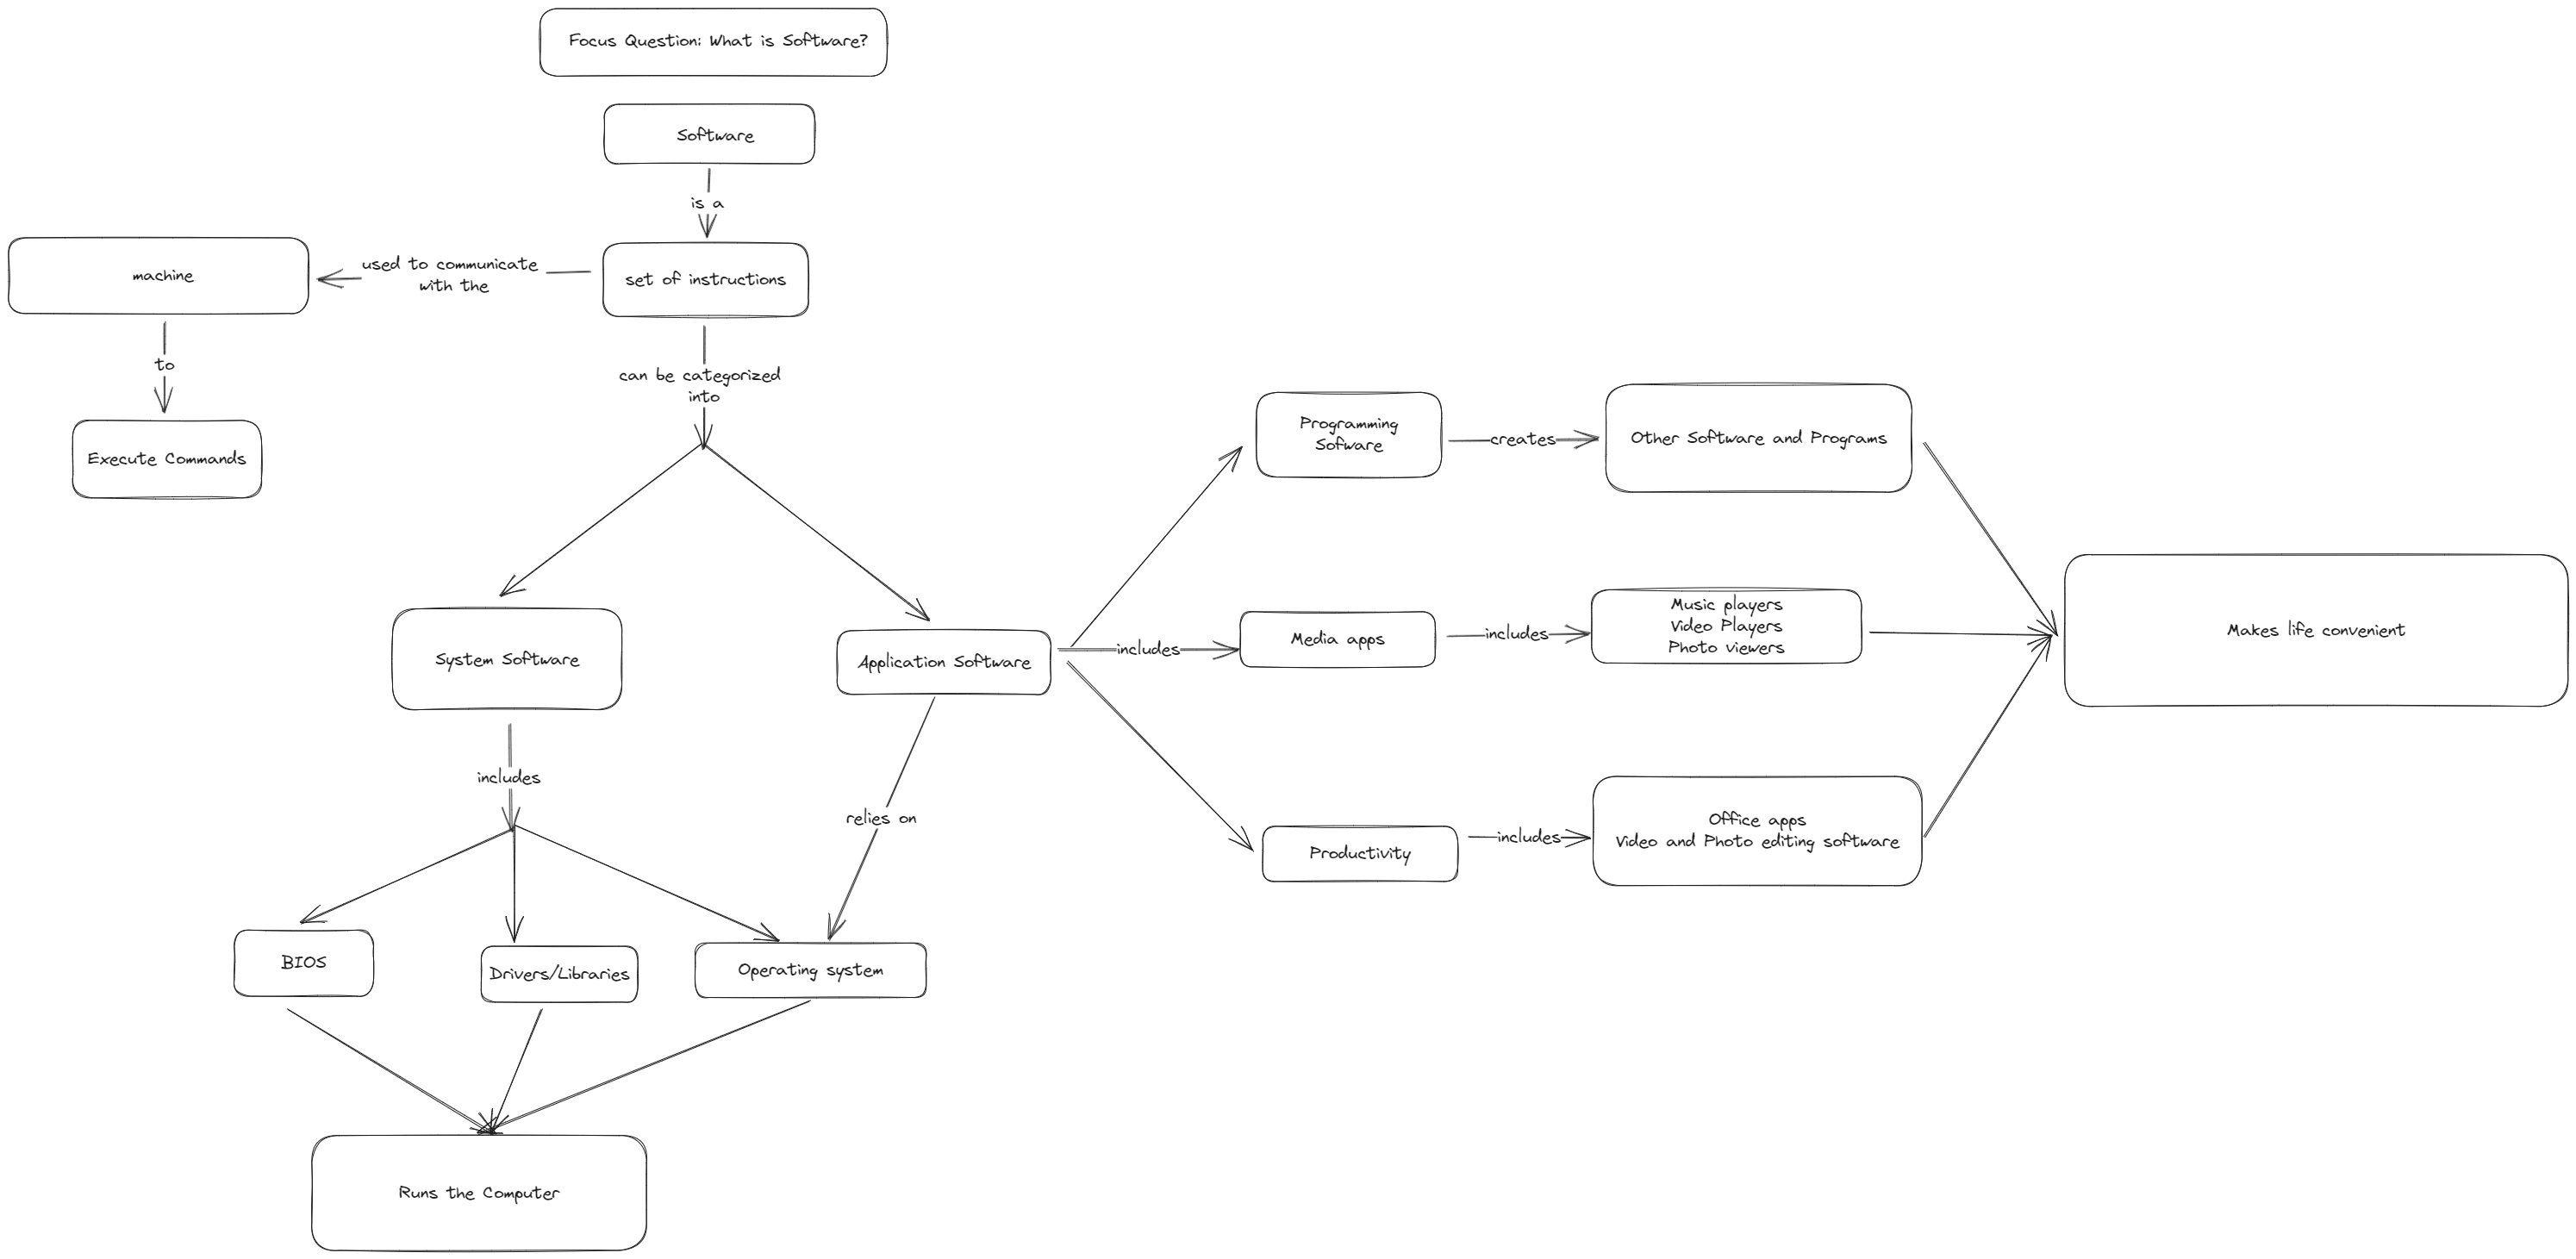 Focus Question: What is Software?
Software
is a
machine
used to communicate
with the
set of instructions
to
can be categorized
into
Execute Commands
Programming
Sofware
creates
Other Software and Programs
System Software
Application Software
includes
Media apps
includes
Music players
Video Players
Photo viewers
Makes life convenient
includes
relies on
Productivity
includes
Office apps
Video and Photo editing software
BIOS
Drivers/Libraries
Operating system
Runs the Computer